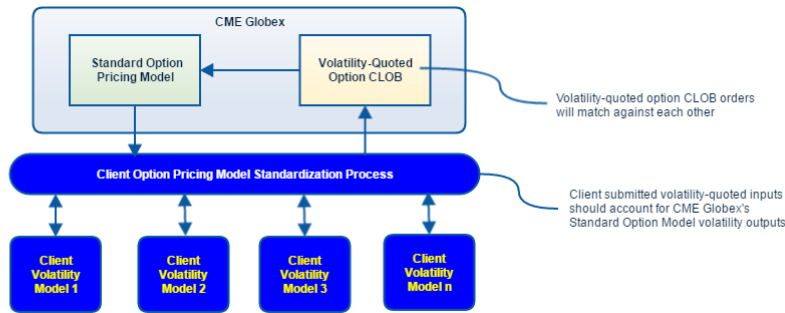 CME Globex
Standard Option
Pricing Model
Volatility-Quoted
Option CLOB
Volatility-quoted option CLOB orders
will match against each other
Client Option Pricing Model Standardization Process
Client submitted volatility-quoted inputs
should account for CME Globex's
Standard Option Model volatility outputs
Client
Volatility
Model 1
Client
Volatility
Model 2
Client
Volatility
Model 3
Client
Volatility
Model n